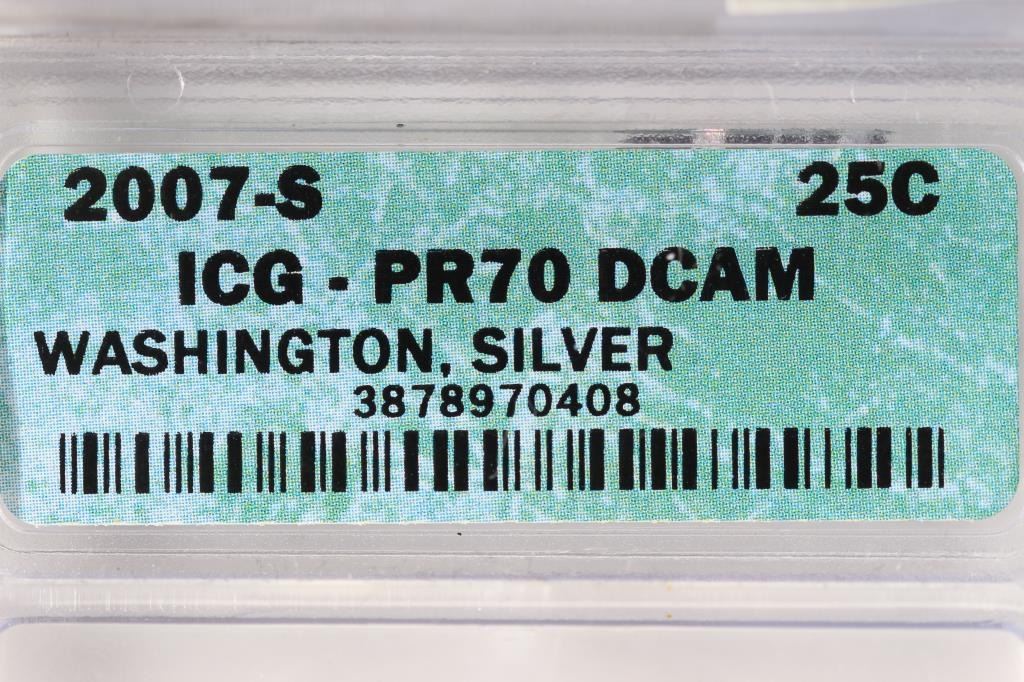 2007-S 25C
ICG - PR70 DCAM
WASHINGTON, SILVER
3878970408